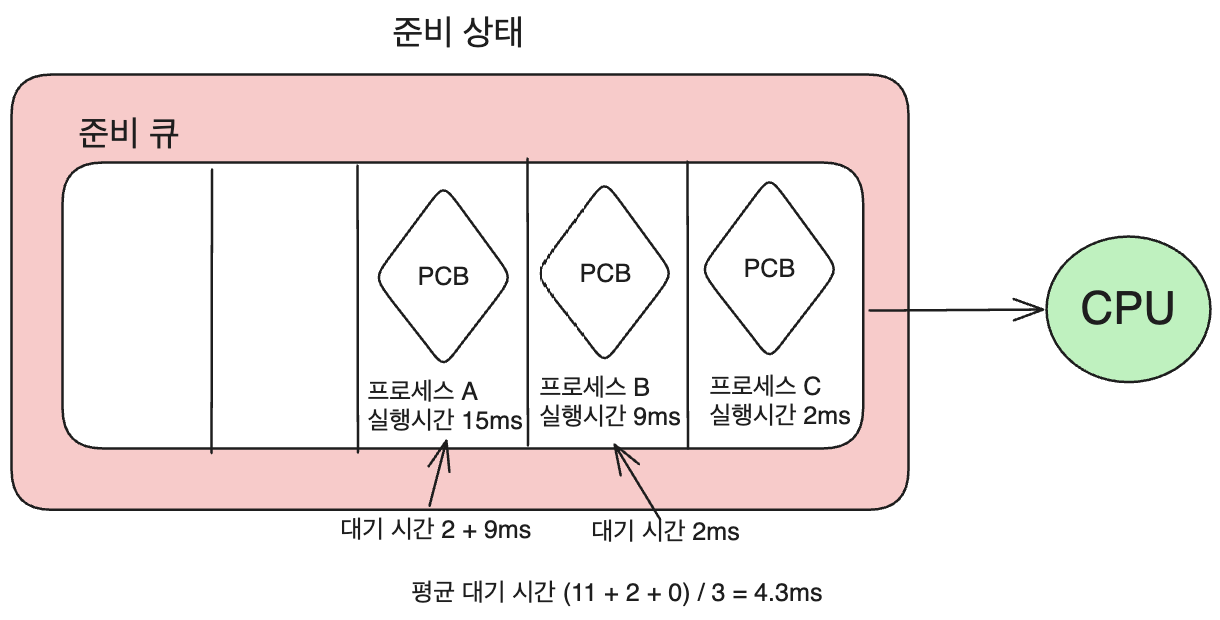 준비 상태
준비 큐
PCB
PCB
PCB
CPU
프로세스 A
실행시간 15ms
프로세스 B
실행시간 9ms
프로세스 C
실행시간 2ms
대기 시간 2 + 9ms
대기 시간 2ms
평균 대기 시간 (11 + 2 + 0) / 3 = 4.3ms